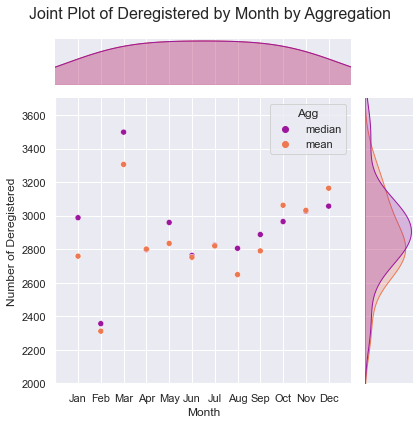 Joint Plot of Deregistered by Month by Aggregation
Agg
median
mean
3600
3400
3200
3000
2800
2600
2400
2200
2000
Number of Deregistered
Jan Feb Mar Apr May Jun Jul Aug Sep Oct Nov Dec
Month